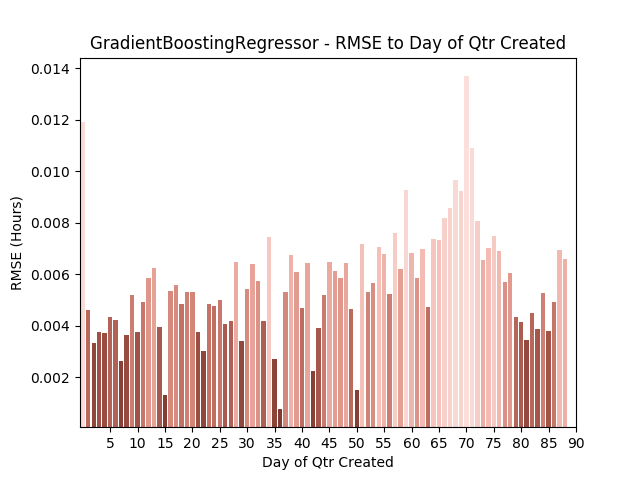 GradientBoostingRegressor - RMSE to Day of Qtr Created
0.014
0.012
0.010
0.008
0.006
0.004
0.002
RMSE (Hours)
5 10 15 20 25 30 35 40 45 50 55 60 65 70 75 80 85 90
Day of Qtr Created